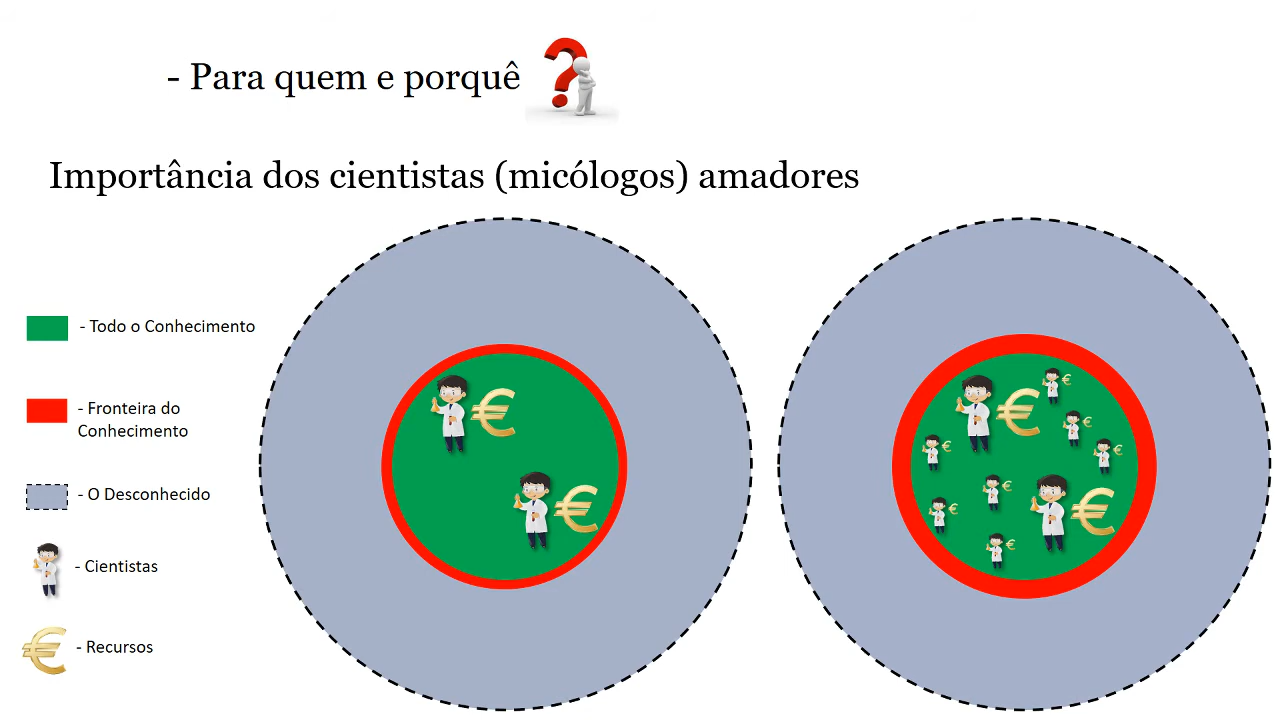 - Para quem e porquê
Importância dos cientistas (micólogos) amadores
- Todo o Conhecimento
- Fronteira do
Conhecimento
- O Desconhecido
- Cientistas
- Recursos